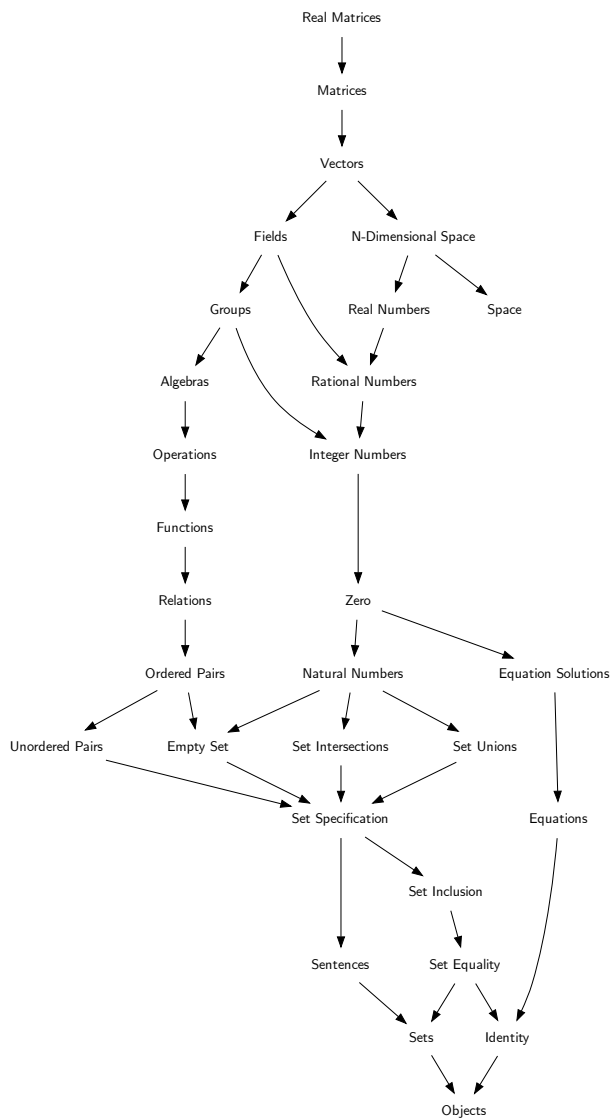 Real Matrices
Matrices
Vectors
Fields
N-Dimensional Space
Groups
Real Numbers
Space
Algebras
Rational Numbers
Operations
Integer Numbers
Functions
Relations
Zero
Ordered Pairs
Natural Numbers
Equation Solutions
Unordered Pairs
Empty Set
Set Intersections
Set Unions
Set Specification
Equations
Set Inclusion
Sentences
Set Equality
Sets
Identity
Objects